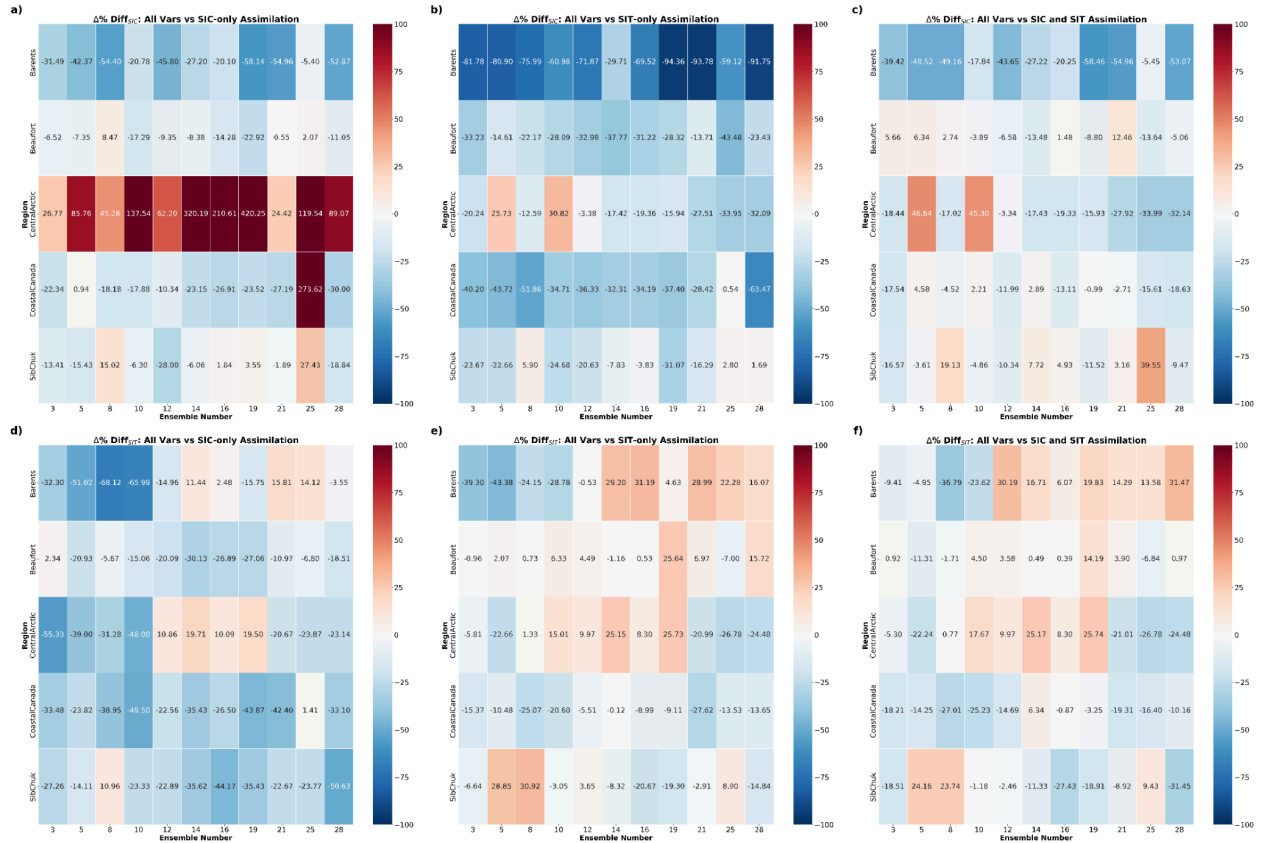 a)
Δ% Diff_SIC: All Vars vs SIC-only Assimilation
Region
Barents -31.49 -42.37 -54.40 -20.78 -45.80 -27.20 -20.10 -58.14 -54.96 -5.40 -52.87
Beaufort -6.52 -7.35 8.47 -17.29 -9.35 -8.38 -14.28 -22.92 0.55 2.07 -11.05
CentralArctic 26.77 85.76 45.28 137.54 62.20 320.19 210.61 420.25 24.42 119.54 89.07
CoastalCanada -22.34 0.94 -18.18 -17.88 -10.34 -23.15 -26.91 -23.52 -27.19 273.62 -30.00
SibChuk -13.41 -15.43 15.02 -6.30 -28.00 -6.06 1.84 3.55 -1.89 27.43 -18.84
3 5 8 10 12 14 16 19 21 25 28
Ensemble Number
100
75
50
25
0
−25
−50
−75
−100
b)
Δ% Diff_SIC: All Vars vs SIT-only Assimilation
Barents -81.78 -80.90 -75.99 -60.98 -71.87 -29.71 -69.52 -94.36 -93.78 -59.12 -91.75
Beaufort -33.23 -14.61 -22.17 -28.09 -32.98 -37.77 -31.22 -28.32 -13.71 -43.48 -23.43
CentralArctic -20.24 25.73 -12.59 30.82 -3.38 -17.42 -19.36 -15.94 -27.51 -33.95 -32.09
CoastalCanada -40.20 -43.72 -51.86 -34.71 -36.33 -32.31 -34.19 -37.40 -28.42 0.54 -63.47
SibChuk -23.67 -22.66 5.90 -24.68 -20.63 -7.83 -3.83 -31.07 -16.29 2.80 1.69
3 5 8 10 12 14 16 19 21 25 28
Ensemble Number
100
75
50
25
0
−25
−50
−75
−100
c)
Δ% Diff_SIC: All Vars vs SIC and SIT Assimilation
Region
Barents -39.42 -48.52 -49.16 -17.84 -43.65 -27.22 -20.25 -58.46 -54.96 -5.45 -53.07
Beaufort 5.66 6.34 2.74 -3.89 -6.58 -13.48 1.48 -8.80 12.46 -13.64 -5.06
CentralArctic -18.44 46.64 -17.02 45.30 -3.34 -17.43 -19.33 -15.93 -27.92 -33.99 -32.14
CoastalCanada -17.54 4.58 -4.52 2.21 -11.99 2.89 -13.11 -0.99 -2.71 -15.61 -18.63
SibChuk -16.57 -3.61 19.13 -4.86 -10.34 7.72 4.93 -11.52 3.16 39.55 -9.47
3 5 8 10 12 14 16 19 21 25 28
Ensemble Number
100
75
50
25
0
−25
−50
−75
−100
d)
Δ% Diff_SIT: All Vars vs SIC-only Assimilation
Region
Barents -32.30 -51.02 -68.12 -65.99 -14.96 11.44 2.48 -15.75 15.81 14.12 -3.55
Beaufort 2.34 -20.93 -5.67 -15.06 -20.09 -30.13 -26.89 -27.06 -10.97 -6.80 -18.51
CentralArctic -55.33 -39.00 -31.28 -48.00 10.86 19.71 10.09 19.50 -20.67 -23.87 -23.14
CoastalCanada -33.48 -23.82 -38.95 -49.50 -22.56 -35.43 -26.50 -43.87 -42.40 1.41 -33.10
SibChuk -27.26 -14.11 10.96 -23.33 -22.89 -35.62 -44.17 -35.43 -22.67 -23.77 -50.63
3 5 8 10 12 14 16 19 21 25 28
Ensemble Number
100
75
50
25
0
−25
−50
−75
−100
e)
Δ% Diff_SIT: All Vars vs SIT-only Assimilation
Region
Barents -39.30 -43.38 -24.15 -28.78 -0.53 29.20 31.19 4.63 28.99 22.28 16.07
Beaufort -0.96 2.07 0.73 6.33 4.49 -1.16 0.53 25.64 6.97 -7.00 15.72
CentralArctic -5.81 -22.66 1.33 15.01 9.97 25.15 8.30 25.73 -20.99 -26.78 -24.48
CoastalCanada -15.37 -10.48 -25.07 -20.60 -5.51 -0.12 -8.99 -9.11 -27.62 -13.53 -13.65
SibChuk -6.64 28.85 30.92 -3.05 3.65 -8.32 -20.67 -19.30 -2.91 8.90 -14.84
3 5 8 10 12 14 16 19 21 25 28
Ensemble Number
100
75
50
25
0
−25
−50
−75
−100
f)
Δ% Diff_SIT: All Vars vs SIC and SIT Assimilation
Region
Barents -9.41 -4.95 -36.79 -23.62 30.19 16.71 6.07 19.83 14.29 13.58 31.47
Beaufort 0.92 -11.31 -1.71 4.50 3.58 0.49 0.39 14.19 3.90 -6.84 0.97
CentralArctic -5.30 -22.24 0.77 17.67 9.97 25.17 8.30 25.74 -21.01 -26.78 -24.48
CoastalCanada -18.21 -14.25 -27.01 -25.23 -14.69 6.34 -0.87 -3.25 -19.31 -16.40 -10.16
SibChuk -18.51 24.16 23.74 -1.18 -2.46 -11.33 -27.43 -18.91 -8.92 9.43 -31.45
3 5 8 10 12 14 16 19 21 25 28
Ensemble Number
100
75
50
25
0
−25
−50
−75
−100